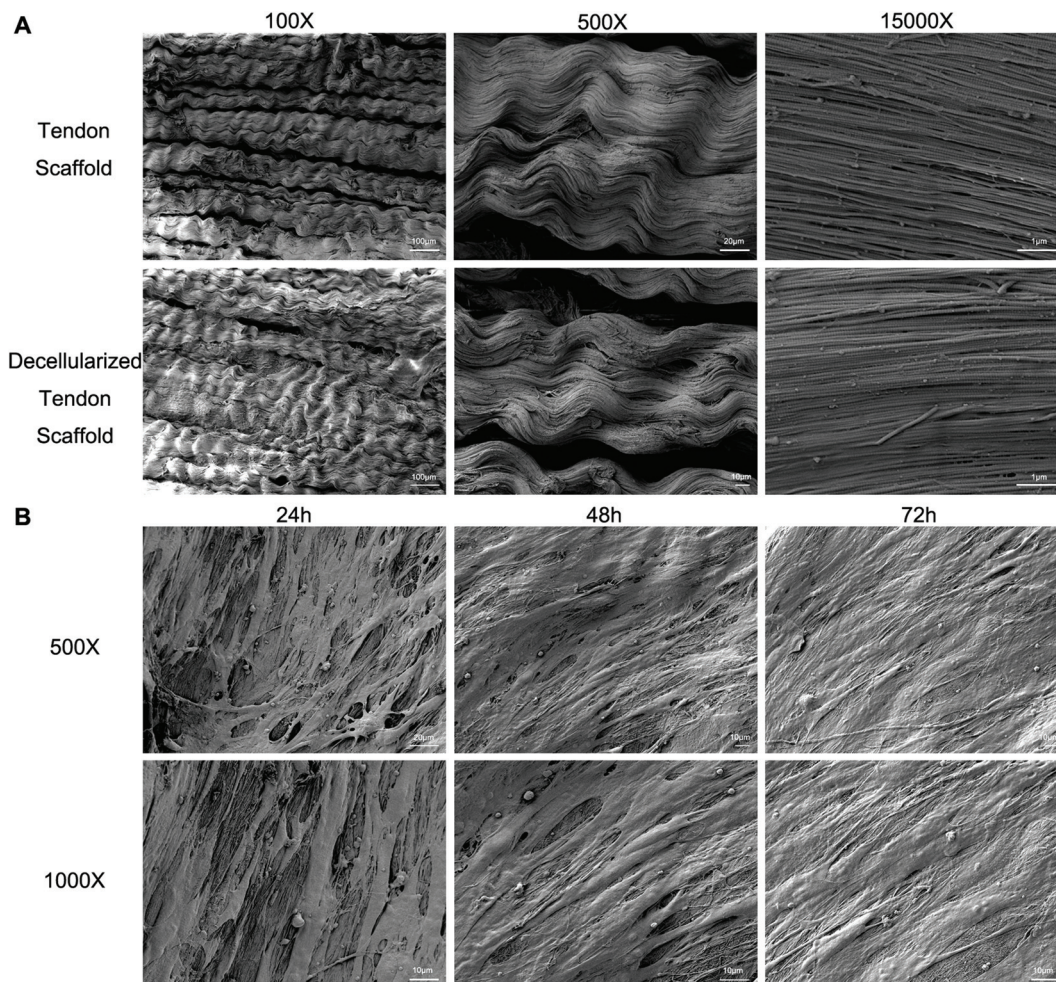 A
100X
500X
15000X
Tendon
Scaffold
100μm
20μm
1μm
Decellularized
Tendon
Scaffold
100μm
10μm
1μm
B
24h
48h
72h
500X
20μm
10μm
10μm
1000X
10μm
10μm
10μm